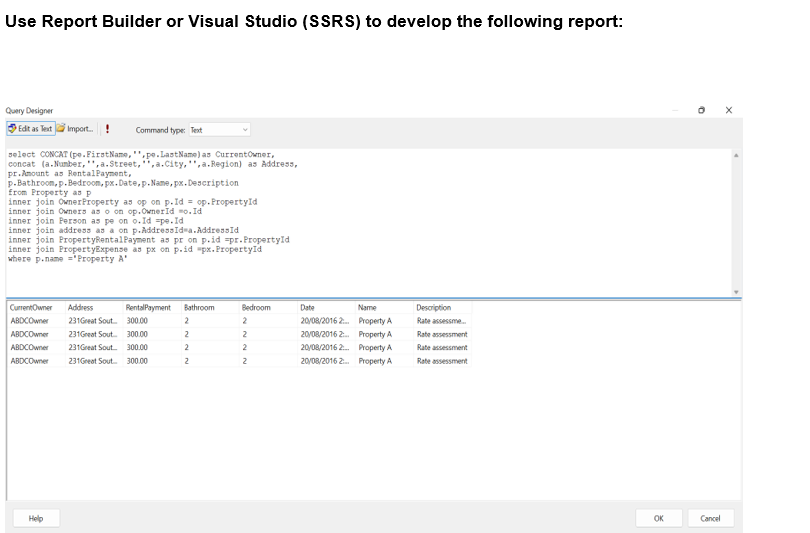 Use Report Builder or Visual Studio (SSRS) to develop the following report:
Query Designer
Edit as Text Import... ! Command type: Text
select CONCAT(pe.FirstName,'',pe.LastName)as CurrentOwner,
concat (a.Number,'',a.Street,'',a.City,'',a.Region) as Address,
pr.Amount as RentalPayment,
p.Bathroom,p.Bedroom,px.Date,p.Name,px.Description
from Property as p
inner join OwnerProperty as op on p.Id = op.PropertyId
inner join Owners as o on op.OwnerId =o.Id
inner join Person as pe on o.Id =pe.Id
inner join address as a on p.AddressId=a.AddressId
inner join PropertyRentalPayment as pr on p.id =pr.PropertyId
inner join PropertyExpense as px on p.id =px.PropertyId
where p.name ='Property A'
CurrentOwner Address RentalPayment Bathroom Bedroom Date Name Description
ABDCOwner 231Great Sout... 300.00 2 2 20/08/2016 2:... Property A Rate assessme...
ABDCOwner 231Great Sout... 300.00 2 2 20/08/2016 2:... Property A Rate assessment
ABDCOwner 231Great Sout... 300.00 2 2 20/08/2016 2:... Property A Rate assessment
ABDCOwner 231Great Sout... 300.00 2 2 20/08/2016 2:... Property A Rate assessment
Help OK Cancel